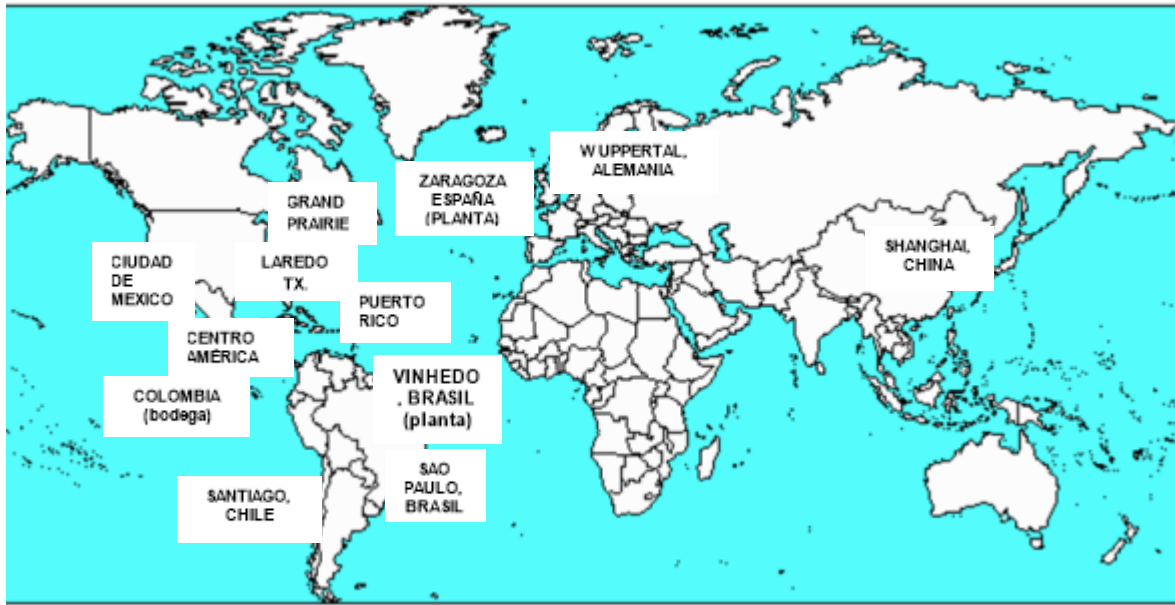 WUPPERTAL,
ALEMANIA
ZARAGOZA
ESPAÑA
(PLANTA)
GRAND
PRAIRIE
SHANGHAI,
CHINA
CIUDAD
DE
MEXICO
LAREDO
TX.
PUERTO
RICO
CENTRO
AMÉRICA
COLOMBIA
(bodega)
VINHEDO
, BRASIL
(planta)
SAO
PAULO,
BRASIL
SANTIAGO,
CHILE